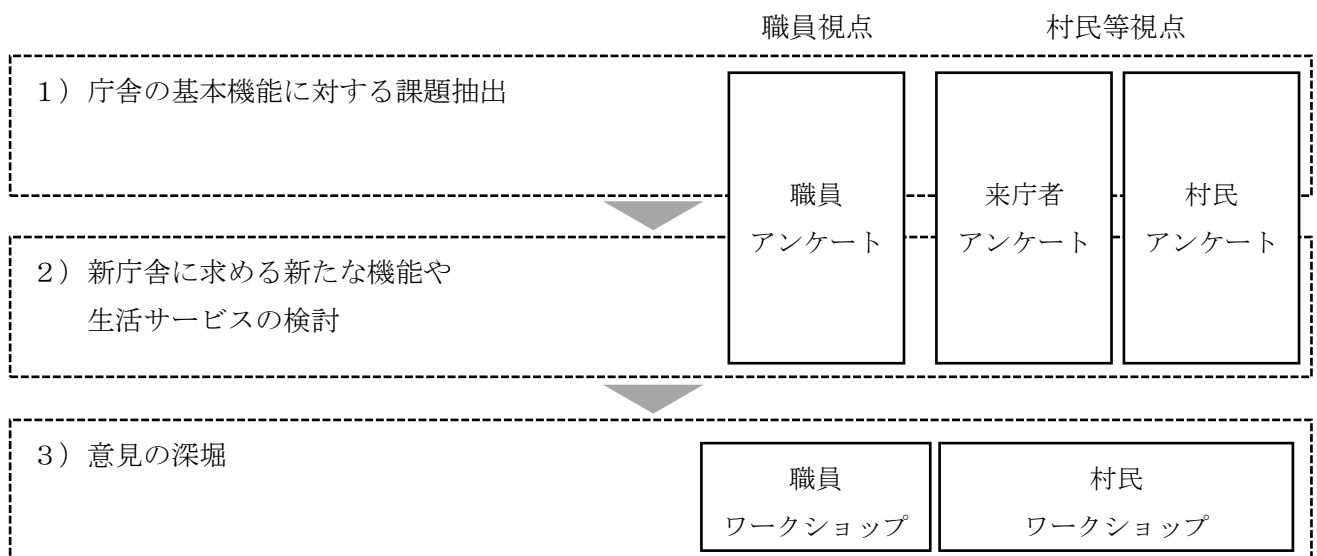 職員視点
村民等視点
1）庁舎の基本機能に対する課題抽出
職員
アンケート
来庁者
アンケート
村民
アンケート
2）新庁舎に求める新たな機能や
生活サービスの検討
3）意見の深堀
職員
ワークショップ
村民
ワークショップ